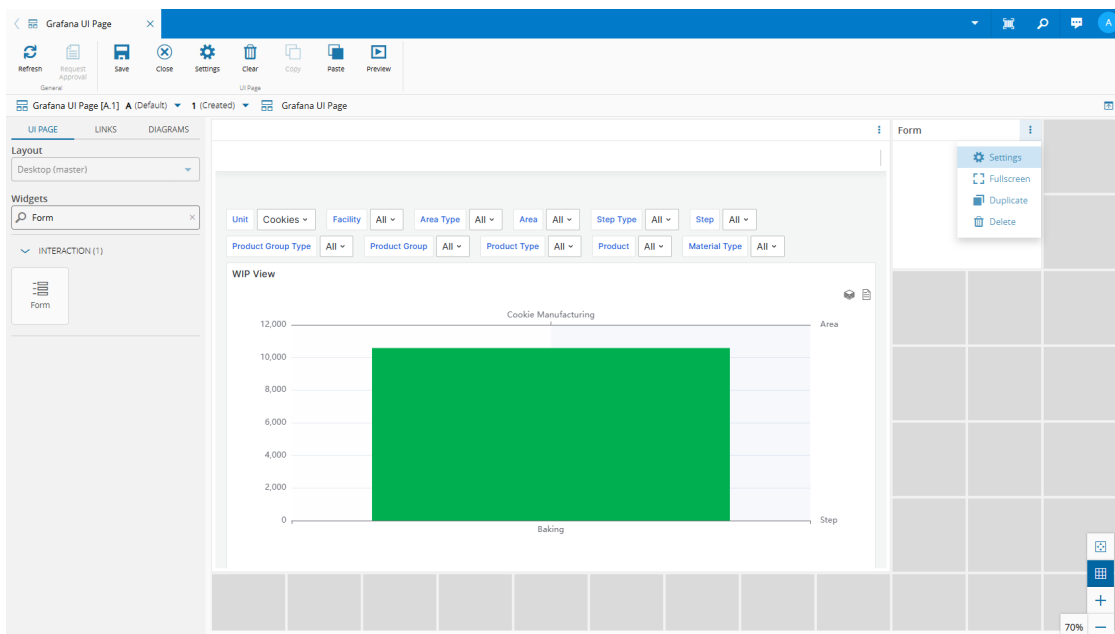 Grafana UI Page
A
Refresh
Request Approval
Save
Close
Settings
Clear
Copy
Paste
Preview
General
UI Page
Grafana UI Page [A.1] A (Default) 1 (Created) Grafana UI Page
UI PAGE LINKS DIAGRAMS
Layout
Desktop (master)
Widgets
Form
INTERACTION (1)
Form
Form
Settings
Fullscreen
Duplicate
Delete
Unit Cookies Facility All Area Type All Area All Step Type All Step All
Product Group Type All Product Group All Product Type All Product All Material Type All
WIP View
Cookie Manufacturing
12,000 Area
10,000
8,000
6,000
4,000
2,000
0 Step
Baking
70%